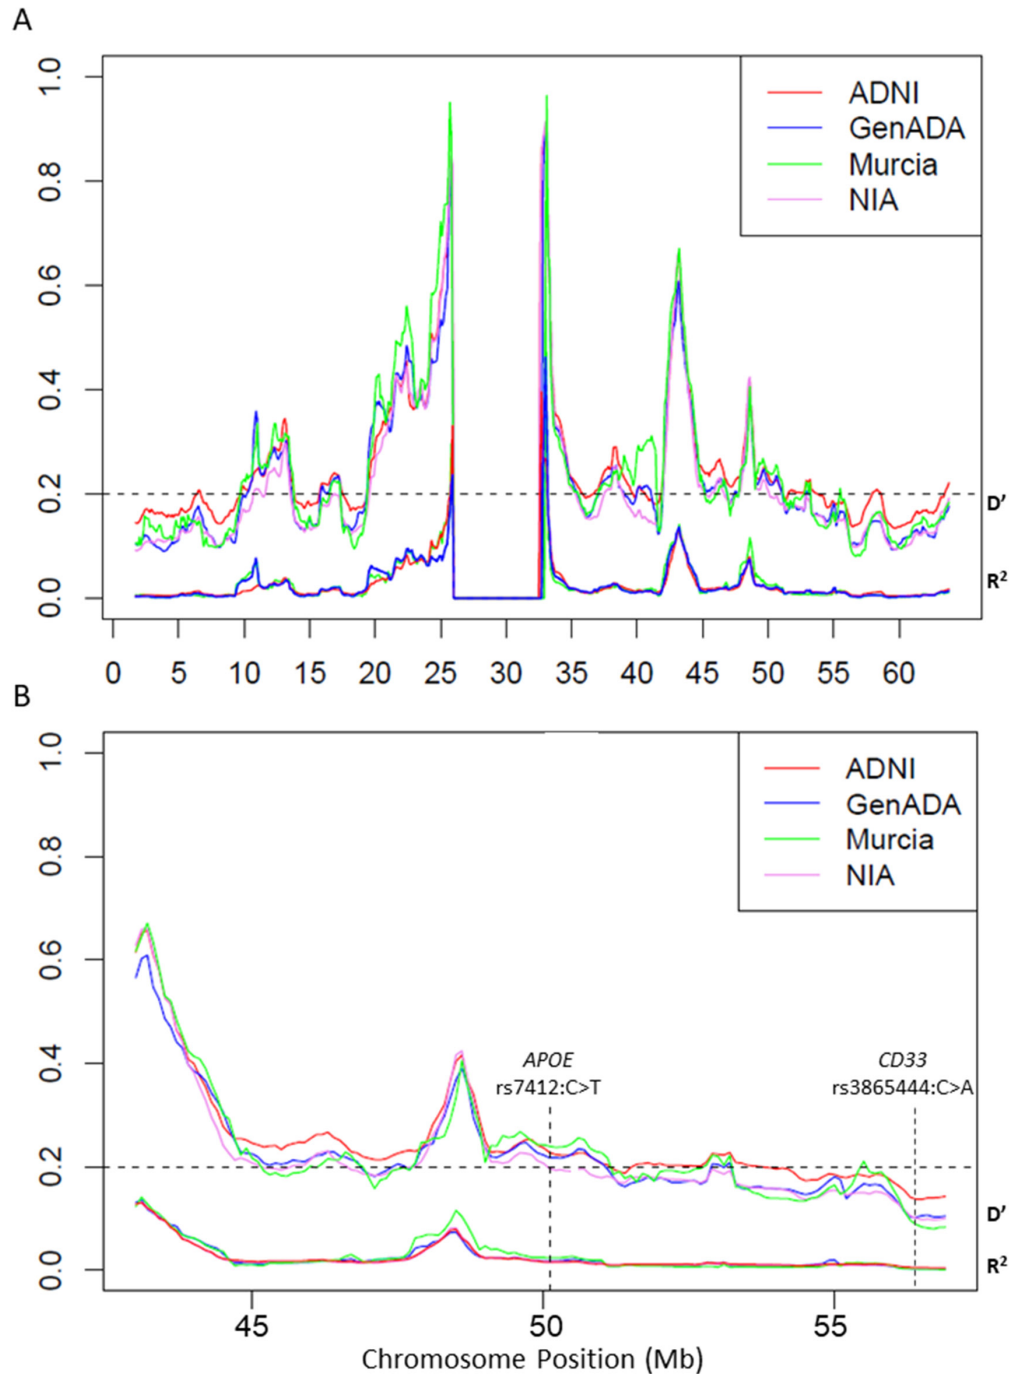 A
1.0
0.8
0.6
0.4
0.2
0.0
ADNI
GenADA
Murcia
NIA
D’
R²
0 5 10 15 20 25 30 35 40 45 50 55 60
B
1.0
0.8
0.6
0.4
0.2
0.0
ADNI
GenADA
Murcia
NIA
APOE
rs7412:C>T
CD33
rs3865444:C>A
D’
R²
45 50 55
Chromosome Position (Mb)